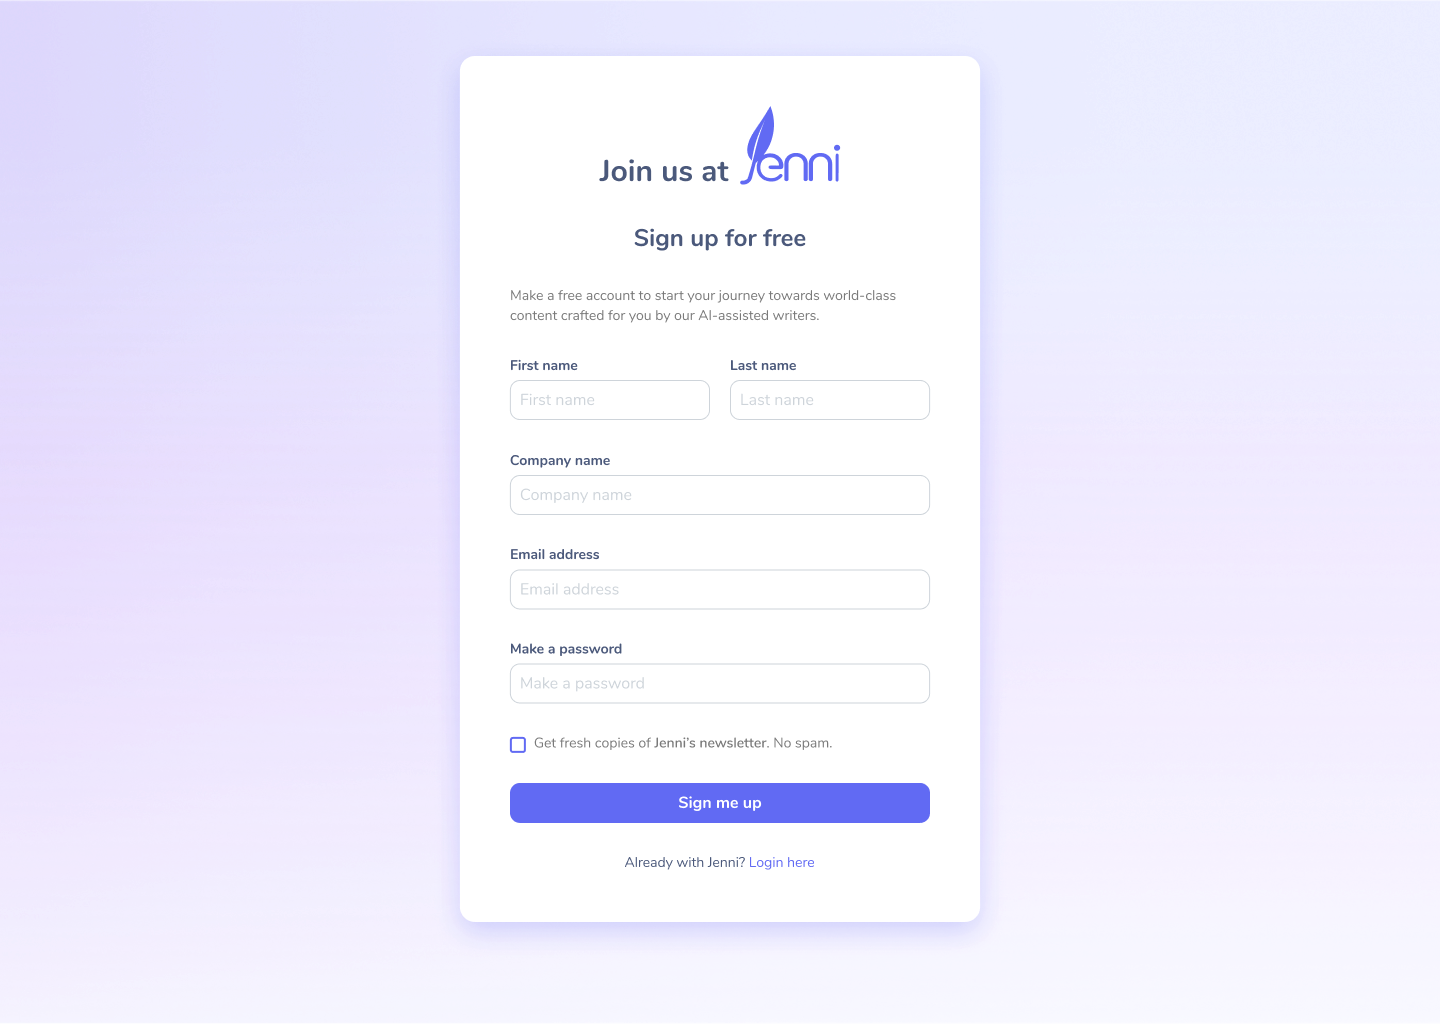 Join us at Jenni
Sign up for free
Make a free account to start your journey towards world-class
content crafted for you by our AI-assisted writers.
First name
Last name
First name
Last name
Company name
Company name
Email address
Email address
Make a password
Make a password
Get fresh copies of Jenni's newsletter. No spam.
Sign me up
Already with Jenni? Login here